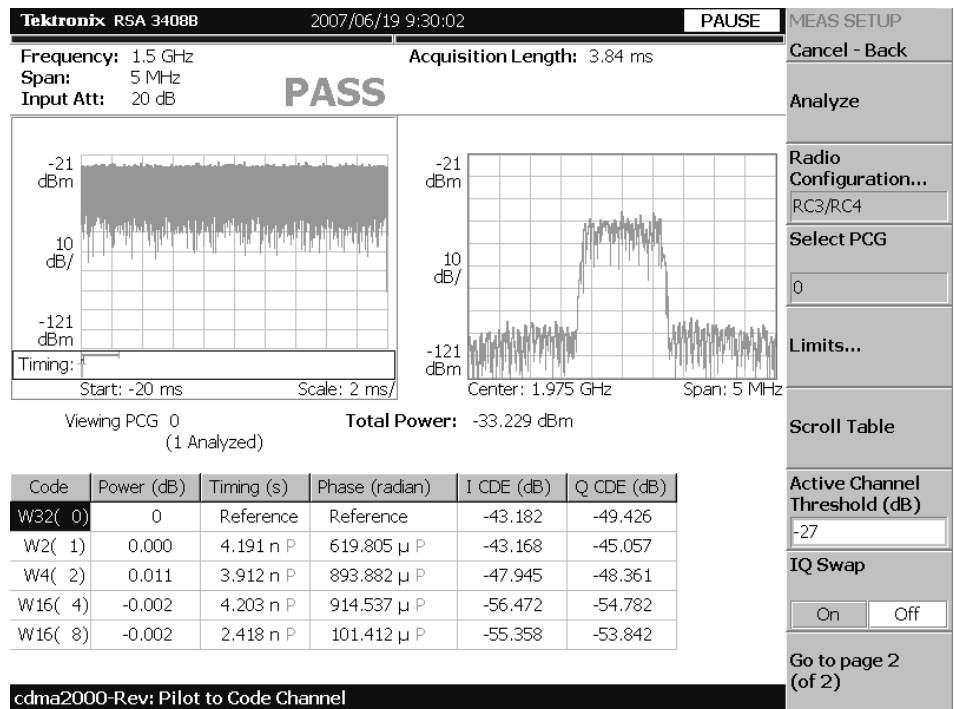 Tektronix RSA 3408B 2007/06/19 9:30:02 PAUSE
Frequency: 1.5 GHz
Span: 5 MHz
Input Att: 20 dB
PASS
Acquisition Length: 3.84 ms
-21
dBm
10
dB/
-121
dBm
Timing:
Start: -20 ms Scale: 2 ms/
-21
dBm
10
dB/
-121
dBm
Center: 1.975 GHz Span: 5 MHz
Viewing PCG 0
(1 Analyzed)
Total Power: -33.229 dBm
Code Power (dB) Timing (s) Phase (radian) I CDE (dB) Q CDE (dB)
W32( 0) 0 Reference Reference -43.182 -49.426
W2( 1) 0.000 4.191 n P 619.805 μ P -43.168 -45.057
W4( 2) 0.011 3.912 n P 893.882 μ P -47.945 -48.361
W16( 4) -0.002 4.203 n P 914.537 μ P -56.472 -54.782
W16( 8) -0.002 2.418 n P 101.412 μ P -55.358 -53.842
cdma2000-Rev: Pilot to Code Channel
MEAS SETUP
Cancel - Back
Analyze
Radio
Configuration...
RC3/RC4
Select PCG
0
Limits...
Scroll Table
Active Channel
Threshold (dB)
-27
IQ Swap
On Off
Go to page 2
(of 2)